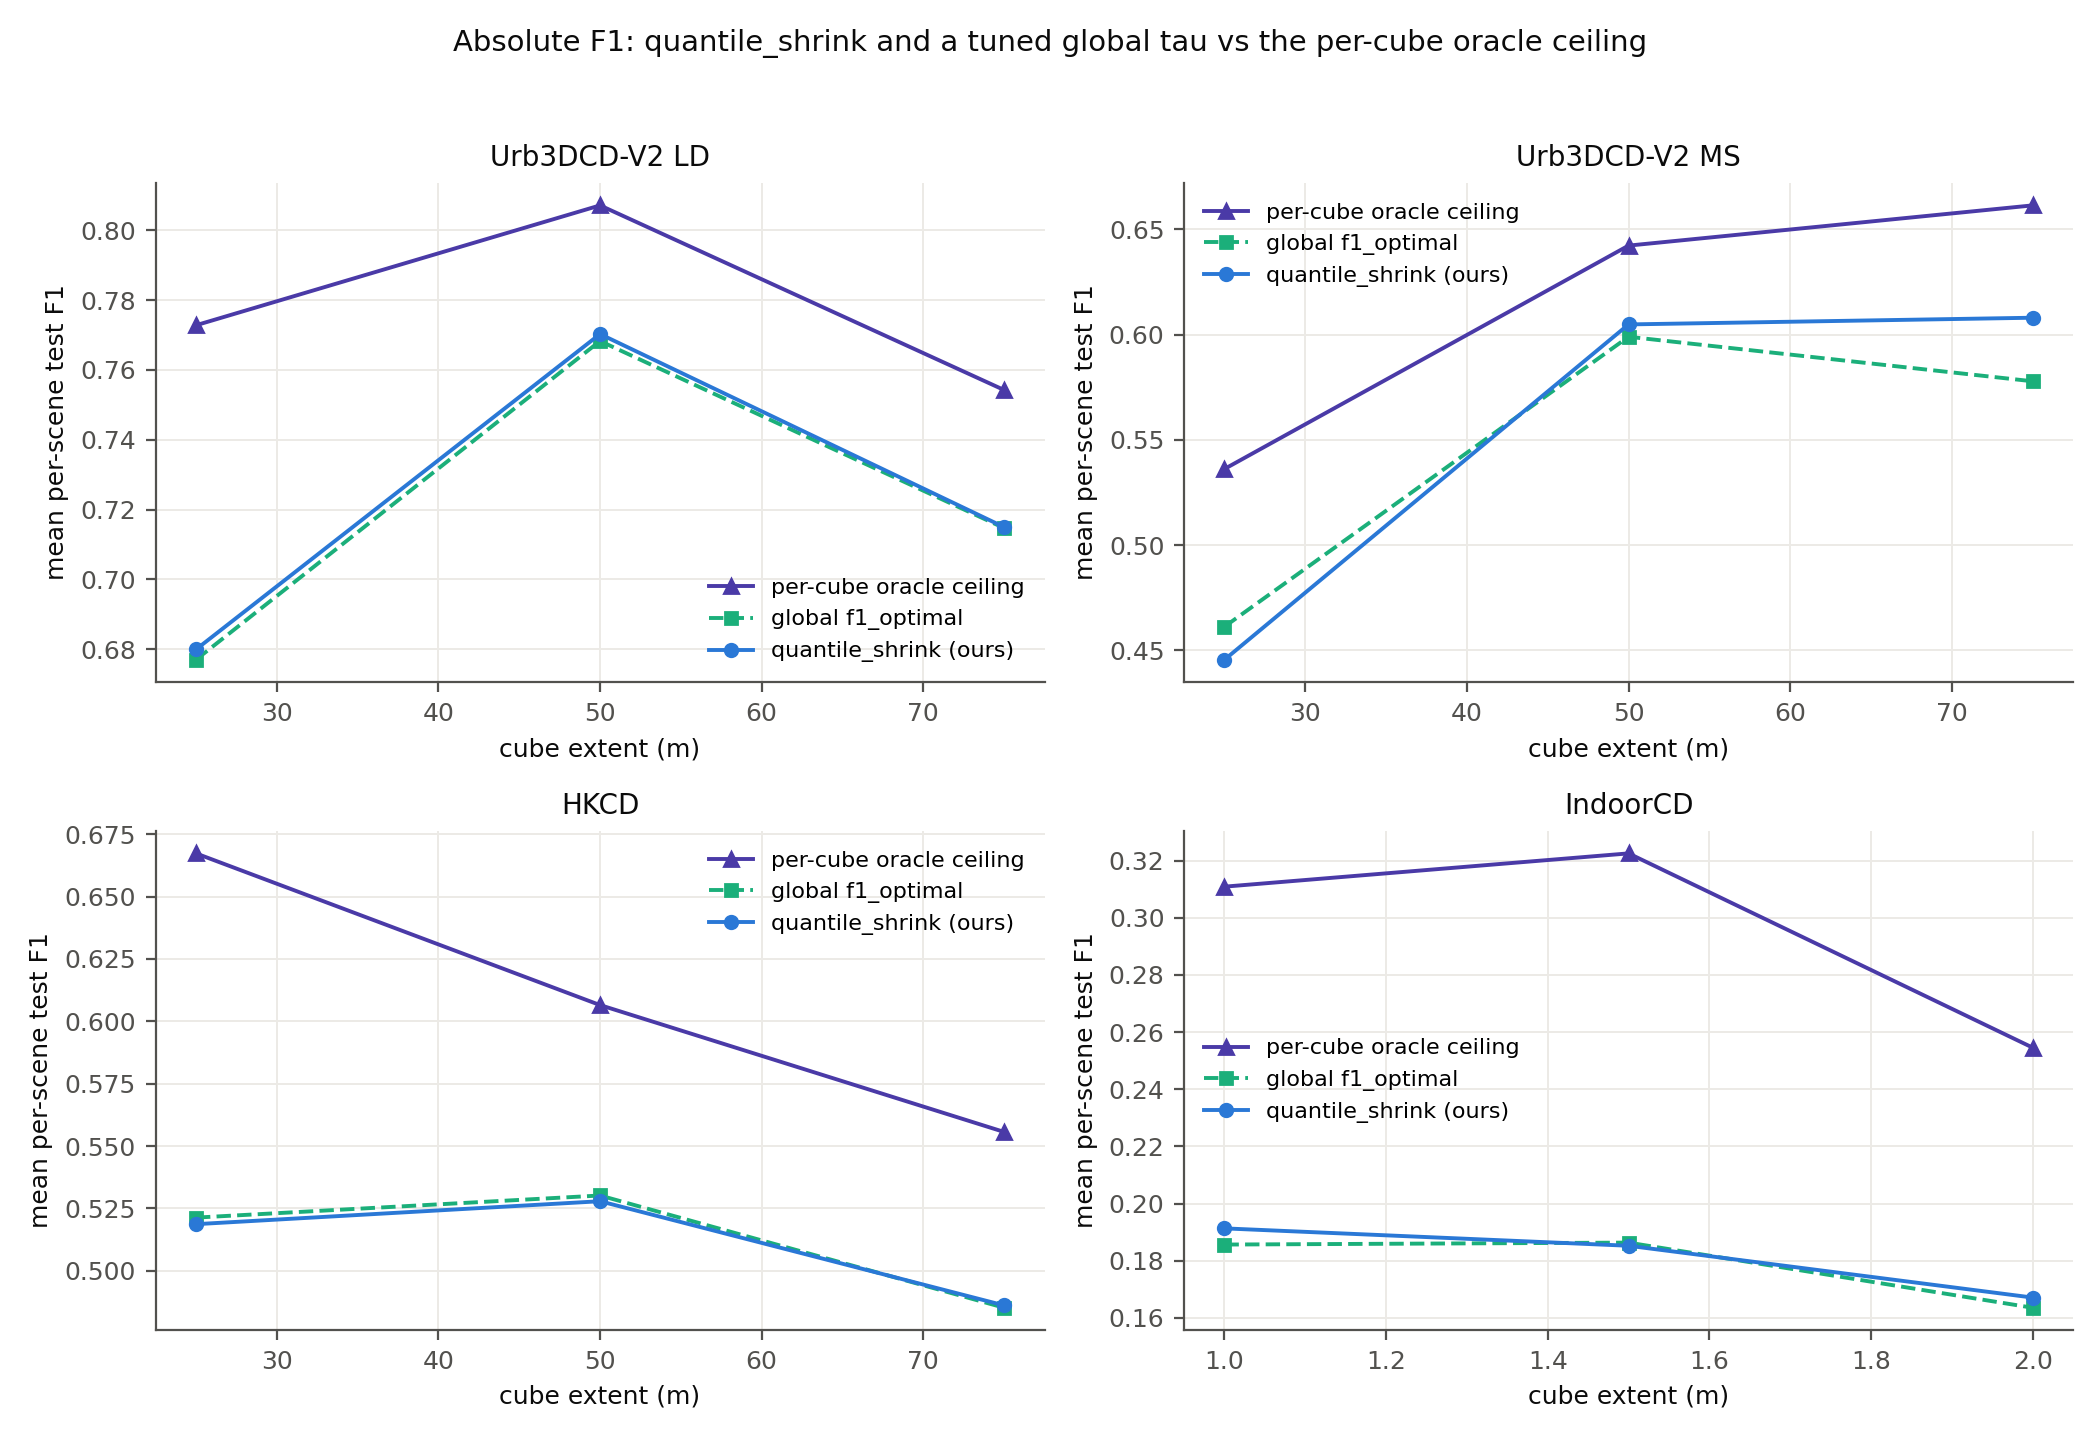 Absolute F1: quantile_shrink and a tuned global tau vs the per-cube oracle ceiling
Urb3DCD-V2 LD
mean per-scene test F1
0.80
0.78
0.76
0.74
0.72
0.70
0.68
per-cube oracle ceiling
global f1_optimal
quantile_shrink (ours)
30 40 50 60 70
cube extent (m)
Urb3DCD-V2 MS
mean per-scene test F1
0.65
0.60
0.55
0.50
0.45
per-cube oracle ceiling
global f1_optimal
quantile_shrink (ours)
30 40 50 60 70
cube extent (m)
HKCD
mean per-scene test F1
0.675
0.650
0.625
0.600
0.575
0.550
0.525
0.500
per-cube oracle ceiling
global f1_optimal
quantile_shrink (ours)
30 40 50 60 70
cube extent (m)
IndoorCD
mean per-scene test F1
0.32
0.30
0.28
0.26
0.24
0.22
0.20
0.18
0.16
per-cube oracle ceiling
global f1_optimal
quantile_shrink (ours)
1.0 1.2 1.4 1.6 1.8 2.0
cube extent (m)